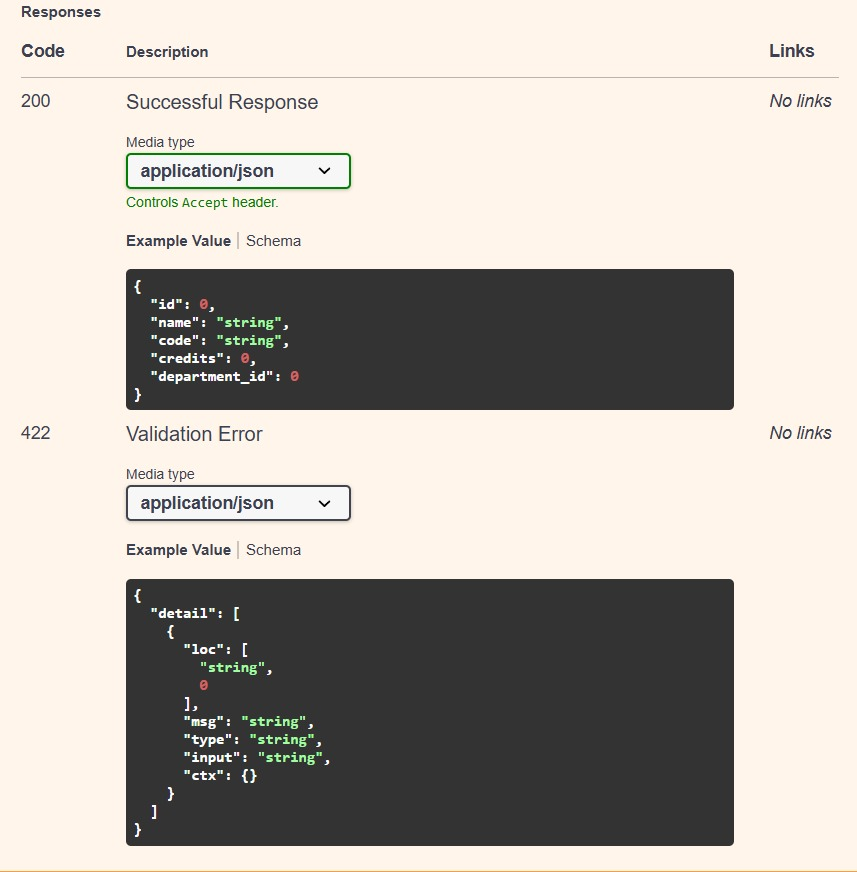 Responses
Code Description Links
200 Successful Response No links
Media type
application/json
Controls Accept header.
Example Value | Schema
{
  "id": 0,
  "name": "string",
  "code": "string",
  "credits": 0,
  "department_id": 0
}
422 Validation Error No links
Media type
application/json
Example Value | Schema
{
  "detail": [
    {
      "loc": [
        "string",
        0
      ],
      "msg": "string",
      "type": "string",
      "input": "string",
      "ctx": {}
    }
  ]
}